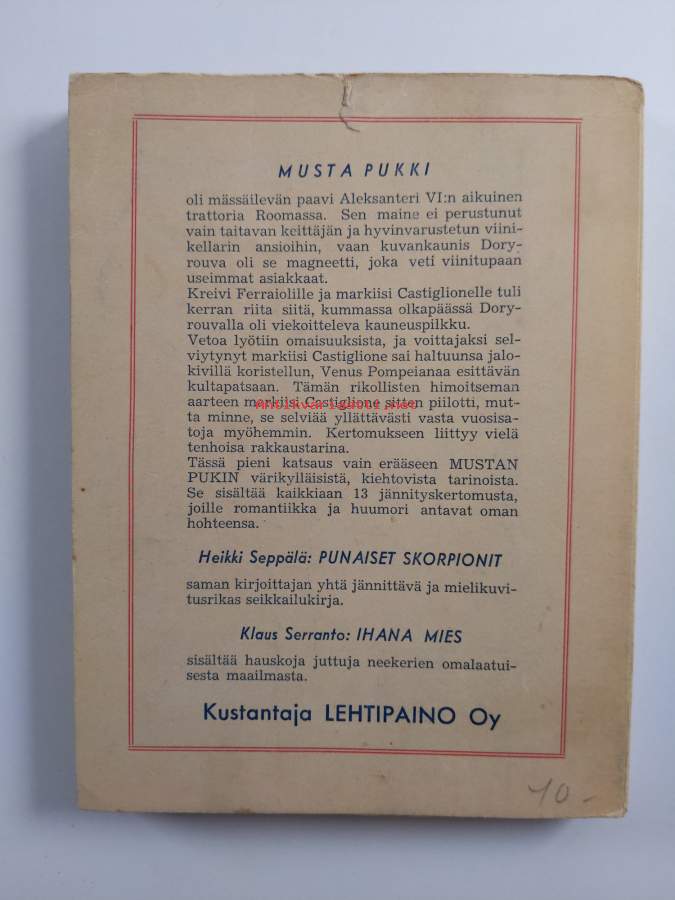 MUSTA PUKKI
oli mässäilevän paavi Aleksanteri VI:n aikuinen
trattoria Roomassa. Sen maine ei perustunut
vain taitavan keittäjän ja hyvinvarustetun viini-
kellarin ansioihin, vaan kuvankaunis Dory-
rouva oli se magneetti, joka veti viinitupaan
useimmat asiakkaat.
Kreivi Ferraiolille ja markiisi Castiglionelle tuli
kerran riita siitä, kummassa olkapäässä Dory-
rouvalla oli viekoitteleva kauneuspilkku.
Vetoa lyötiin omaisuuksista, ja voittajaksi sel-
viytynyt markiisi Castiglione sai haltuunsa jalo-
kivillä koristellun, Venus Pompeianaa esittävän
kultapatsaan. Tämän rikollisten himoitseman
aarteen markiisi Castiglione sitten piilotti, mut-
Antikvariaatti.net
ta minne, se selviää yllättävästi vasta vuosisa-
toja myöhemmin. Kertomukseen liittyy vielä
tenhoisa rakkaustarina.
Tässä pieni katsaus vain erääseen MUSTAN
PUKIN värikylläisistä, kiehtovista tarinoista.
Se sisältää kaikkiaan 13 jännityskertomusta,
joille romantiikka ja huumori antavat oman
hohteensa.
Heikki Seppälä: PUNAISET SKORPIONIT
saman kirjoittajan yhtä jännittävä ja mielikuvi-
tusrikas seikkailukirja.
Klaus Serranto: IHANA MIES
sisältää hauskoja juttuja neekerien omalaatui-
sesta maailmasta.
Kustantaja LEHTIPAINO Oy
10-